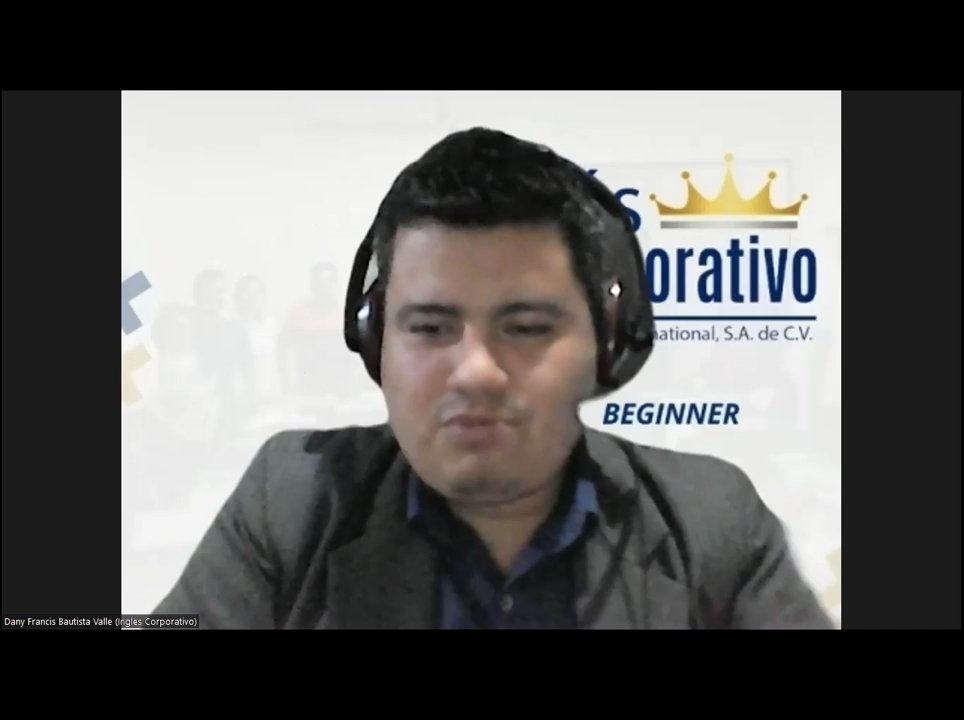 s
orativo
national, S.A. de C.V.
BEGINNER
Dany Francis Bautista Valle (Ingles Corporativo)